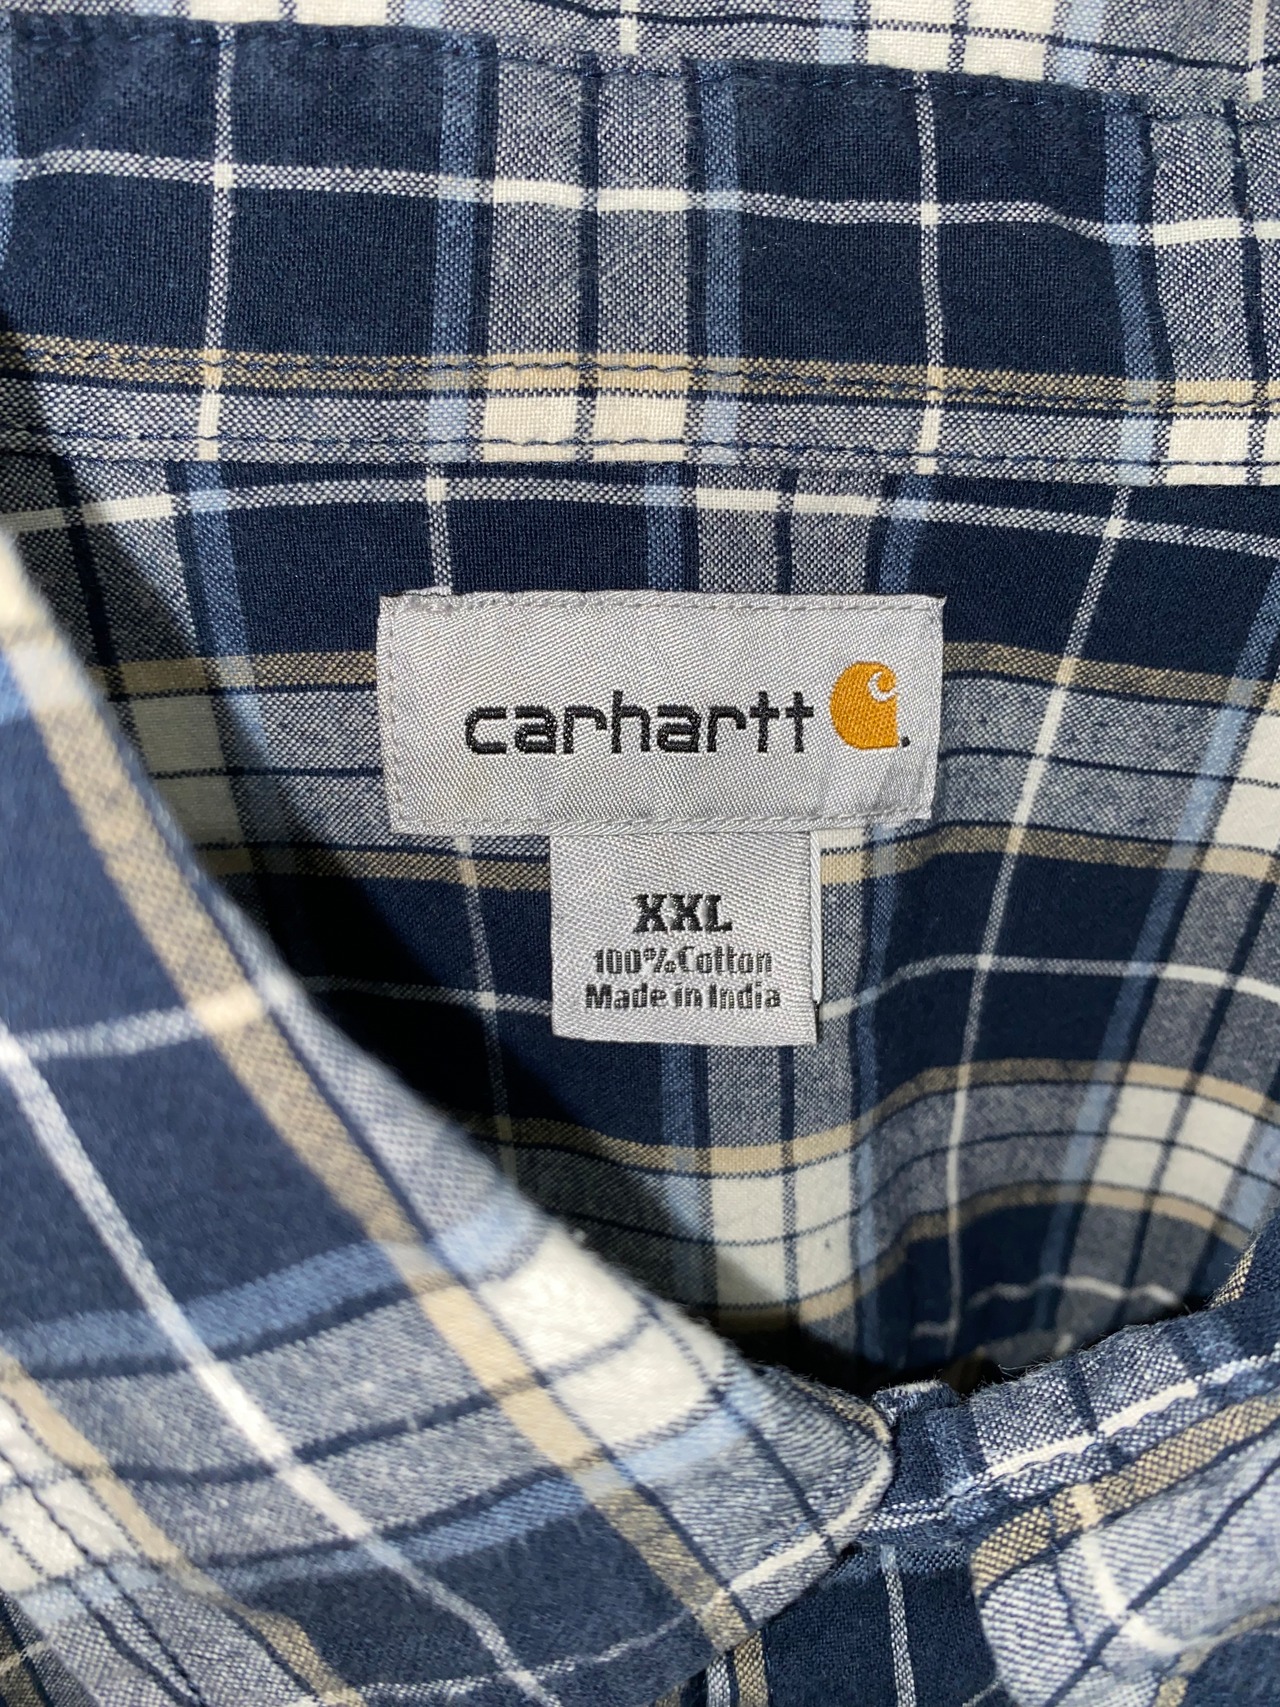 carhartt
XXL
100% Cotton
Made in India